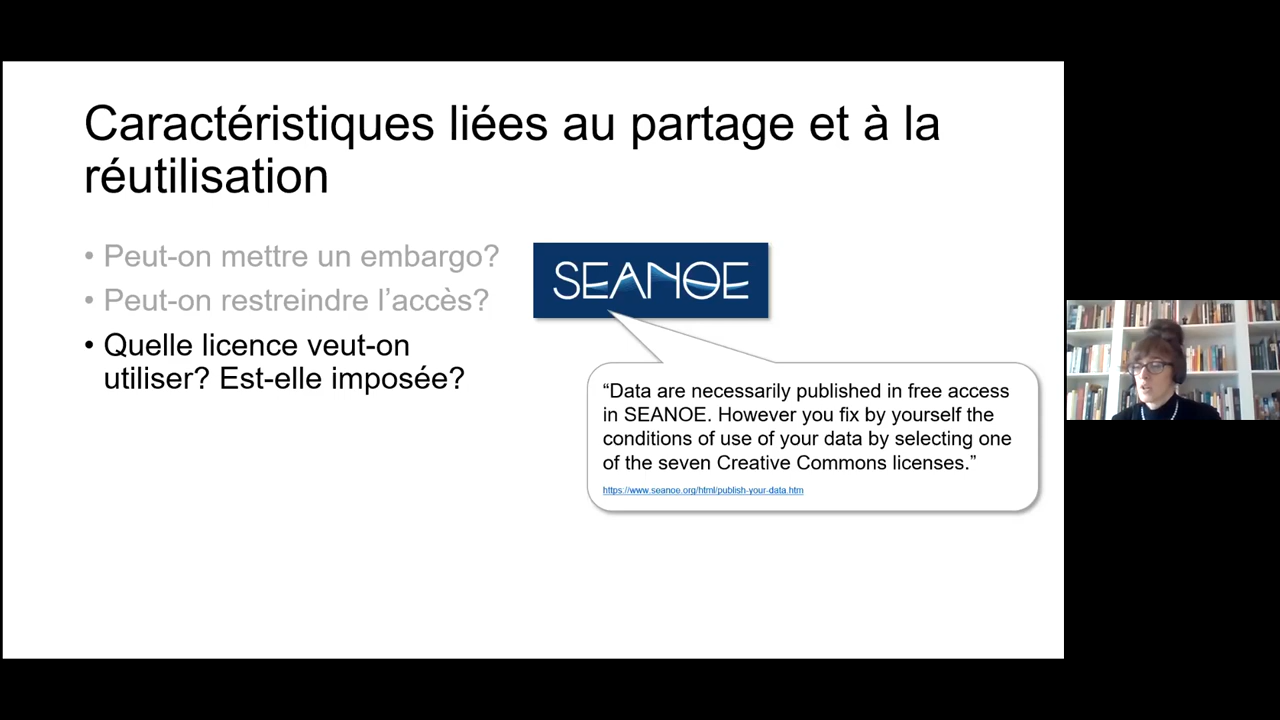 Caractéristiques liées au partage et à la
réutilisation
• Peut-on mettre un embargo?
• Peut-on restreindre l’accès?
• Quelle licence veut-on
utiliser? Est-elle imposée?
SEANOE
“Data are necessarily published in free access
in SEANOE. However you fix by yourself the
conditions of use of your data by selecting one
of the seven Creative Commons licenses.”
https://www.seanoe.org/html/publish-your-data.htm